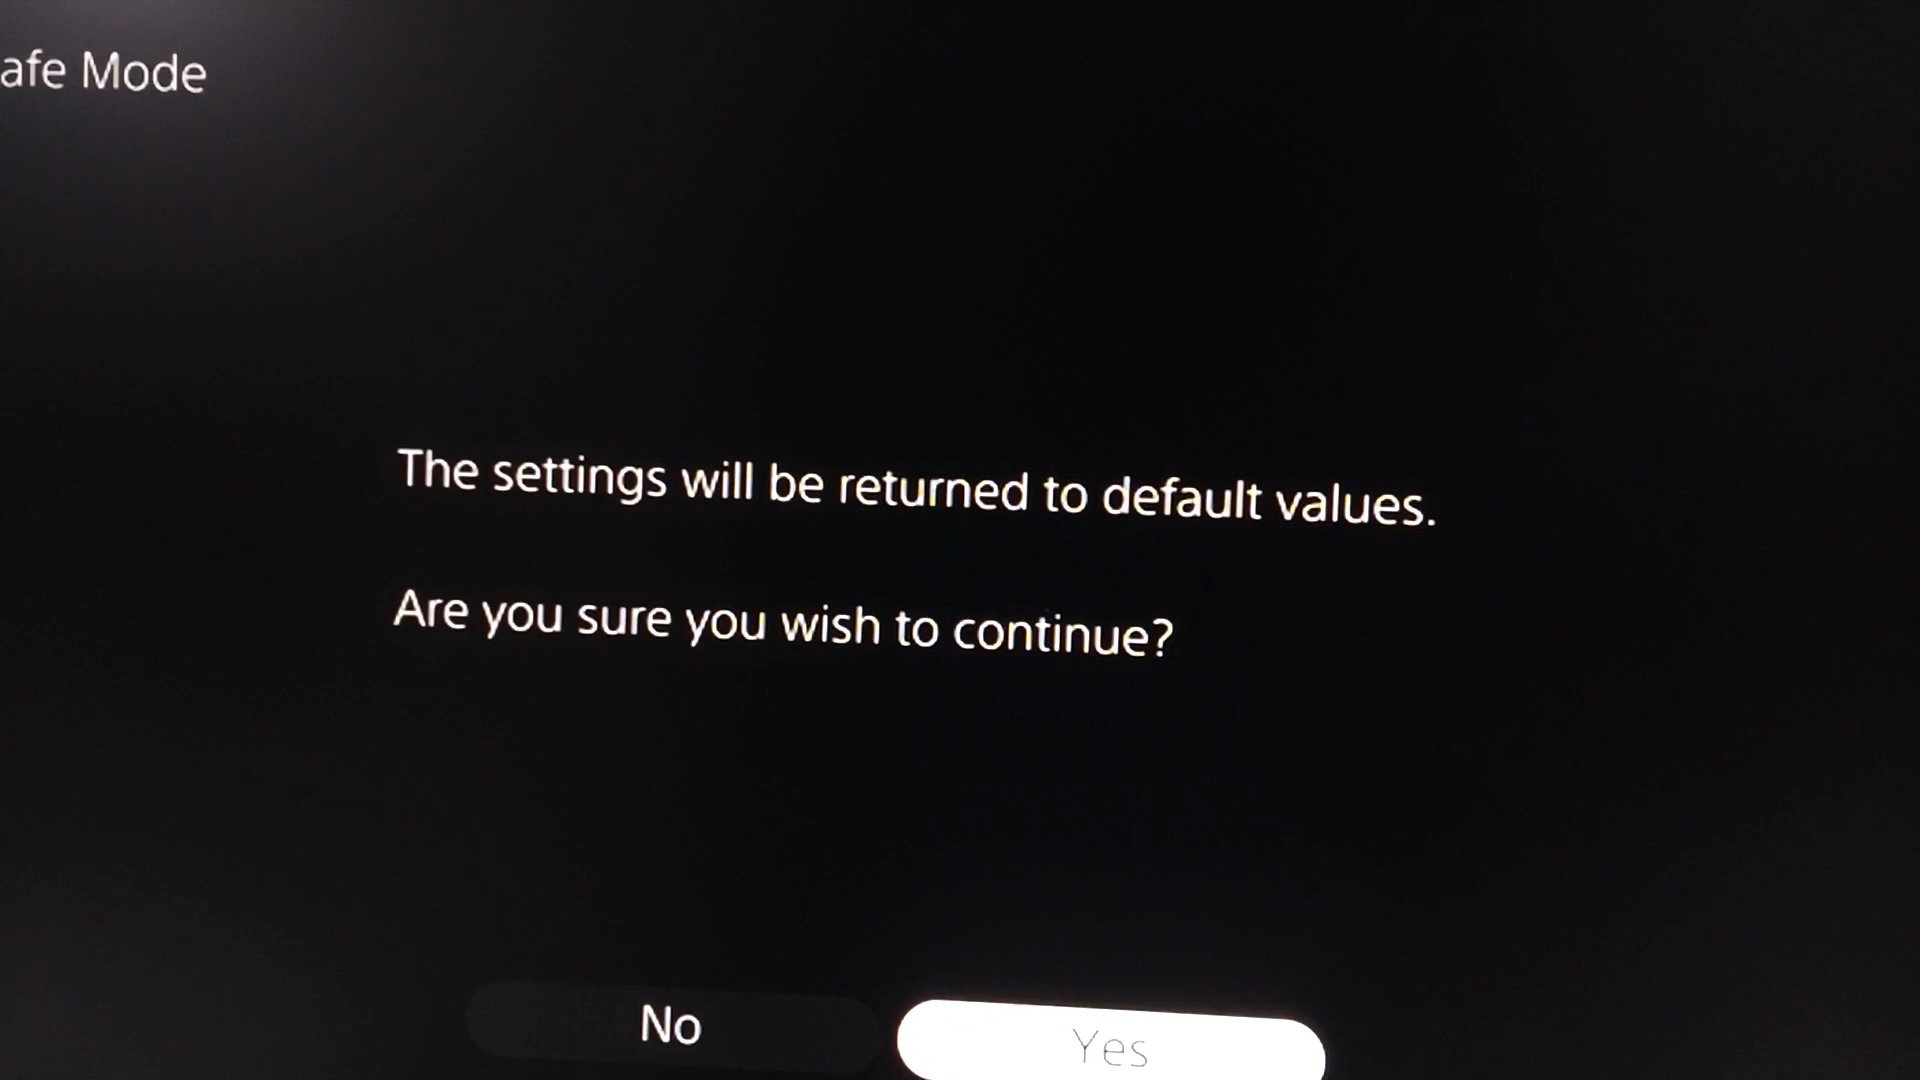 afe Mode
The settings will be returned to default values.
Are you sure you wish to continue?
No
Yes